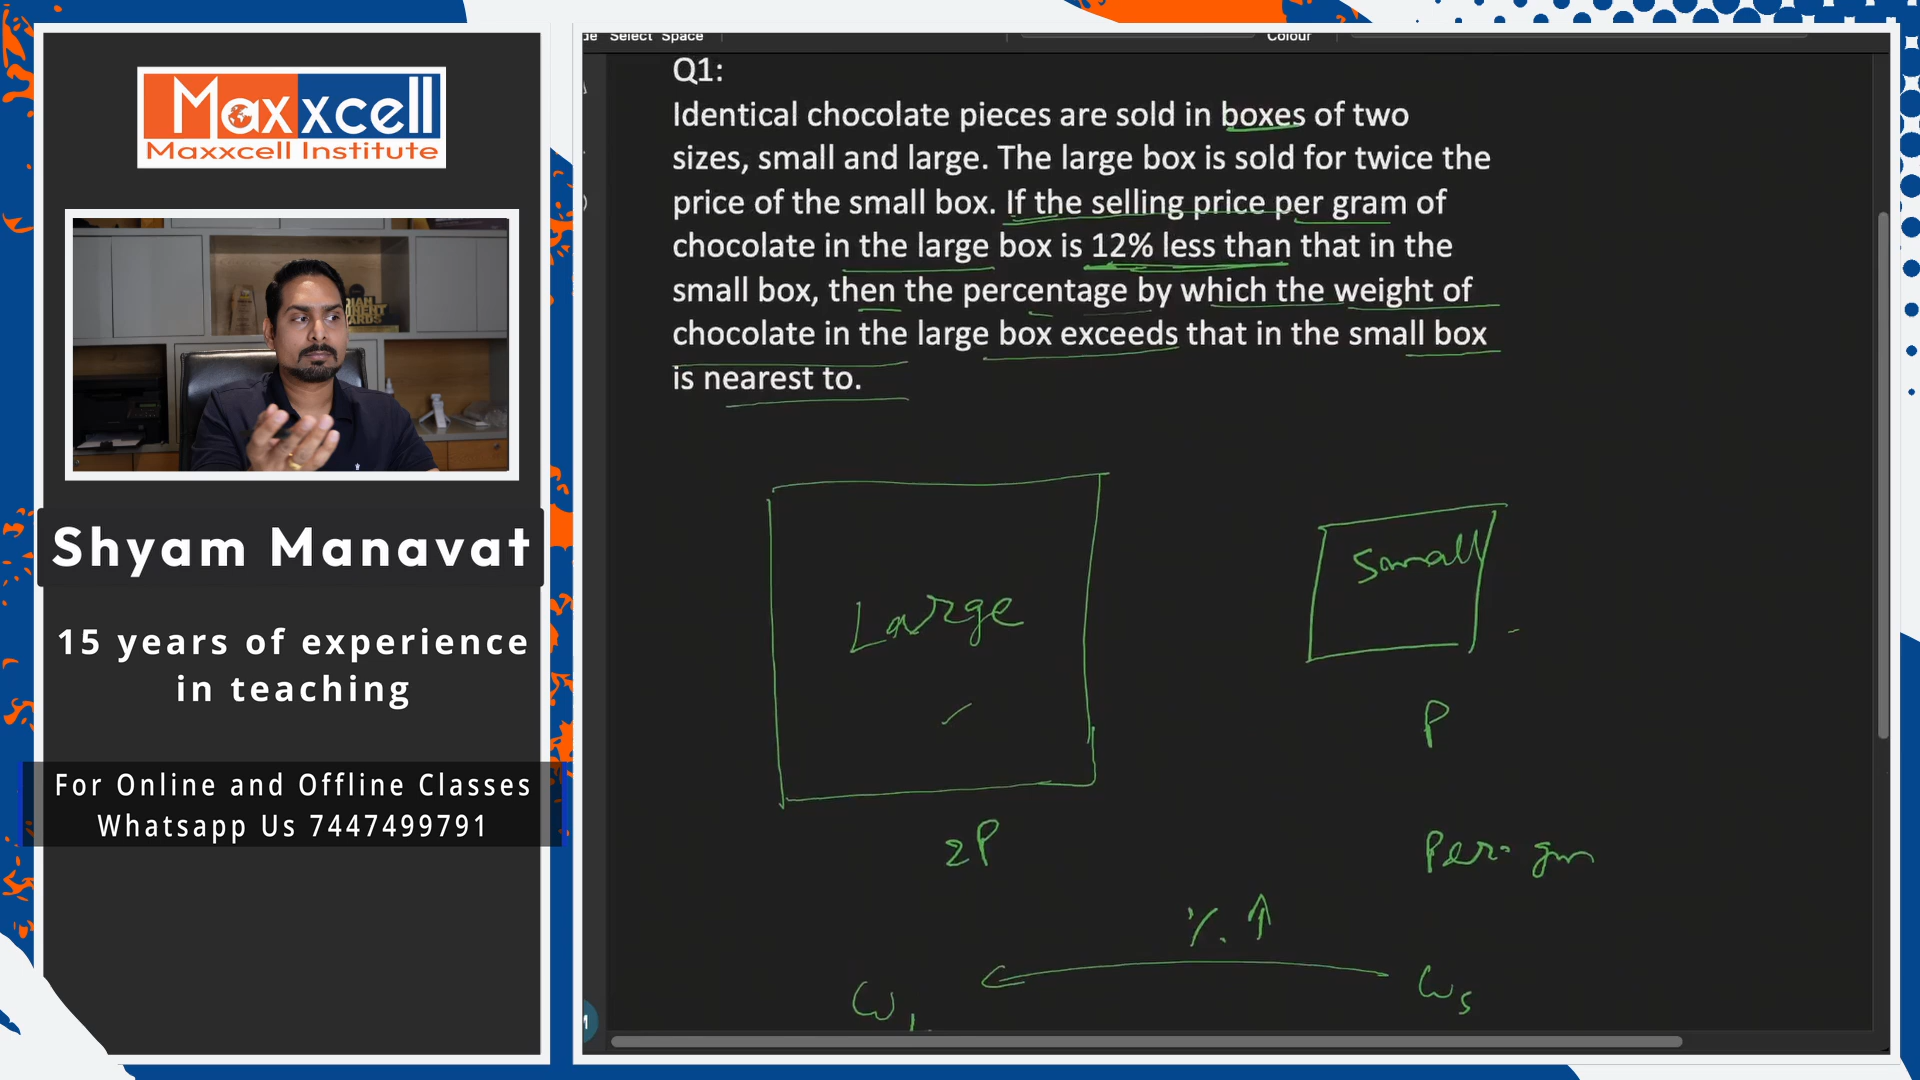 Maxxcell
Maxxcell Institute
Shyam Manavat
15 years of experience
in teaching
For Online and Offline Classes
Whatsapp Us 7447499791
Select Space
Colour
Q1:
Identical chocolate pieces are sold in boxes of two
sizes, small and large. The large box is sold for twice the
price of the small box. If the selling price per gram of
chocolate in the large box is 12% less than that in the
small box, then the percentage by which the weight of
chocolate in the large box exceeds that in the small box
is nearest to.
Large
Small
P
2P
Per gm
% ↑
W
Ws